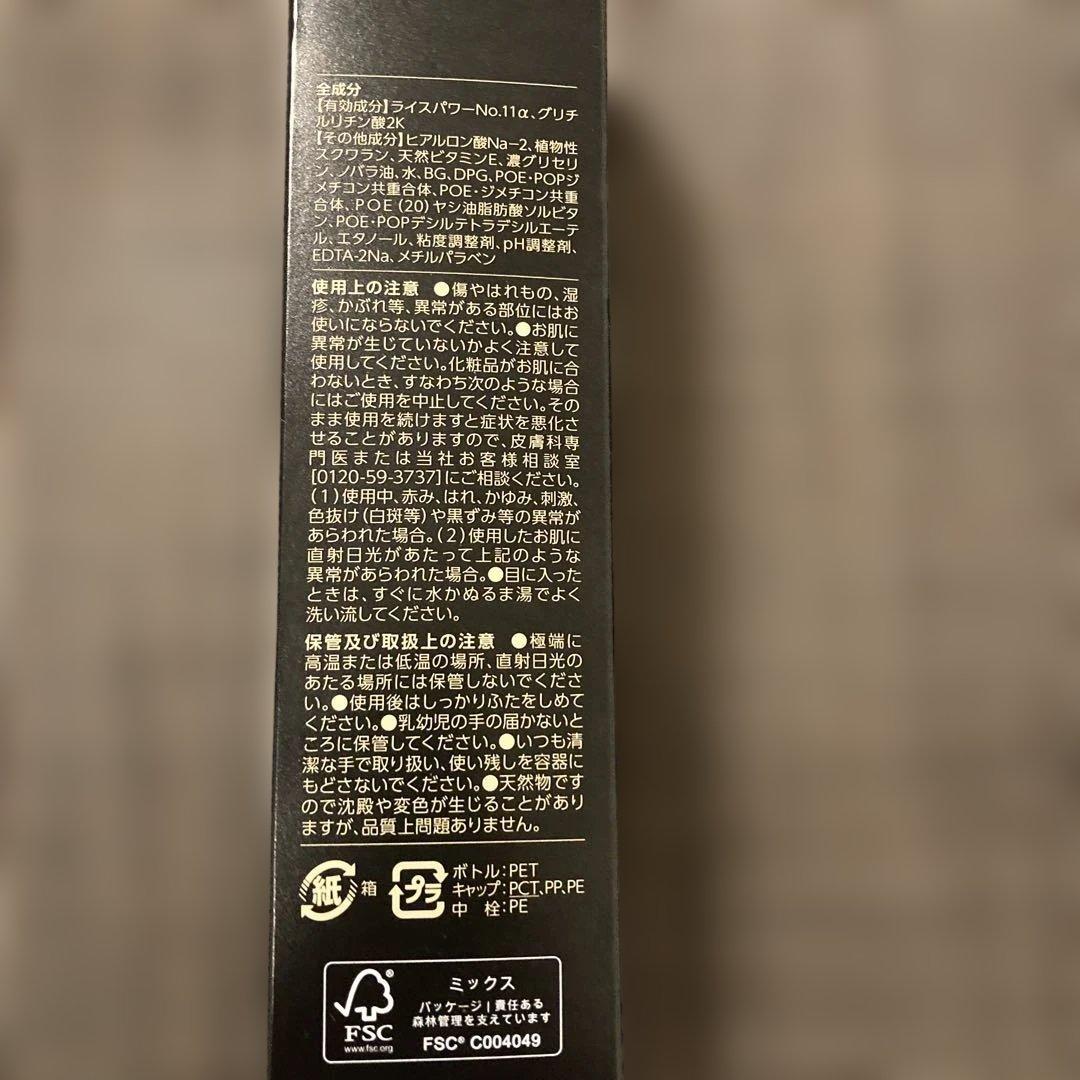 全成分
【有効成分】ライスパワーNo.11α、グリチ
ルリチン酸2K
【その他成分】ヒアルロン酸Na−2、植物性
スクワラン、天然ビタミンE、濃グリセリ
ン、ノバラ油、水、BG、DPG、POE・POPジ
メチコン共重合体、POE・ジメチコン共重
合体、POE（20）ヤシ油脂肪酸ソルビタ
ン、POE・POPデシルテトラデシルエーテ
ル、エタノール、粘度調整剤、pH調整剤、
EDTA-2Na、メチルパラベン
使用上の注意 ●傷やはれもの、湿
疹、かぶれ等、異常がある部位にはお
使いにならないでください。●お肌に
異常が生じていないかよく注意して
使用してください。化粧品がお肌に合
わないとき、すなわち次のような場合
にはご使用を中止してください。その
まま使用を続けますと症状を悪化さ
せることがありますので、皮膚科専
門医または当社お客様相談室
[0120-59-3737]にご相談ください。
（1）使用中、赤み、はれ、かゆみ、刺激、
色抜け（白斑等）や黒ずみ等の異常が
あらわれた場合。（2）使用したお肌に
直射日光があたって上記のような
異常があらわれた場合。●目に入った
ときは、すぐに水かぬるま湯でよく
洗い流してください。
保管及び取扱上の注意 ●極端に
高温または低温の場所、直射日光の
あたる場所には保管しないでくださ
い。●使用後はしっかりふたをしめて
ください。●乳幼児の手の届かないと
ころに保管してください。●いつも清
潔な手で取り扱い、使い残しを容器に
もどさないでください。●天然物です
ので沈殿や変色が生じることがあり
ますが、品質上問題ありません。
紙 箱
プラ
ボトル：PET
キャップ：PCT、PP、PE
中 栓：PE
FSC®
www.fsc.org
ミックス
パッケージ｜責任ある
森林管理を支えています
FSC® C004049